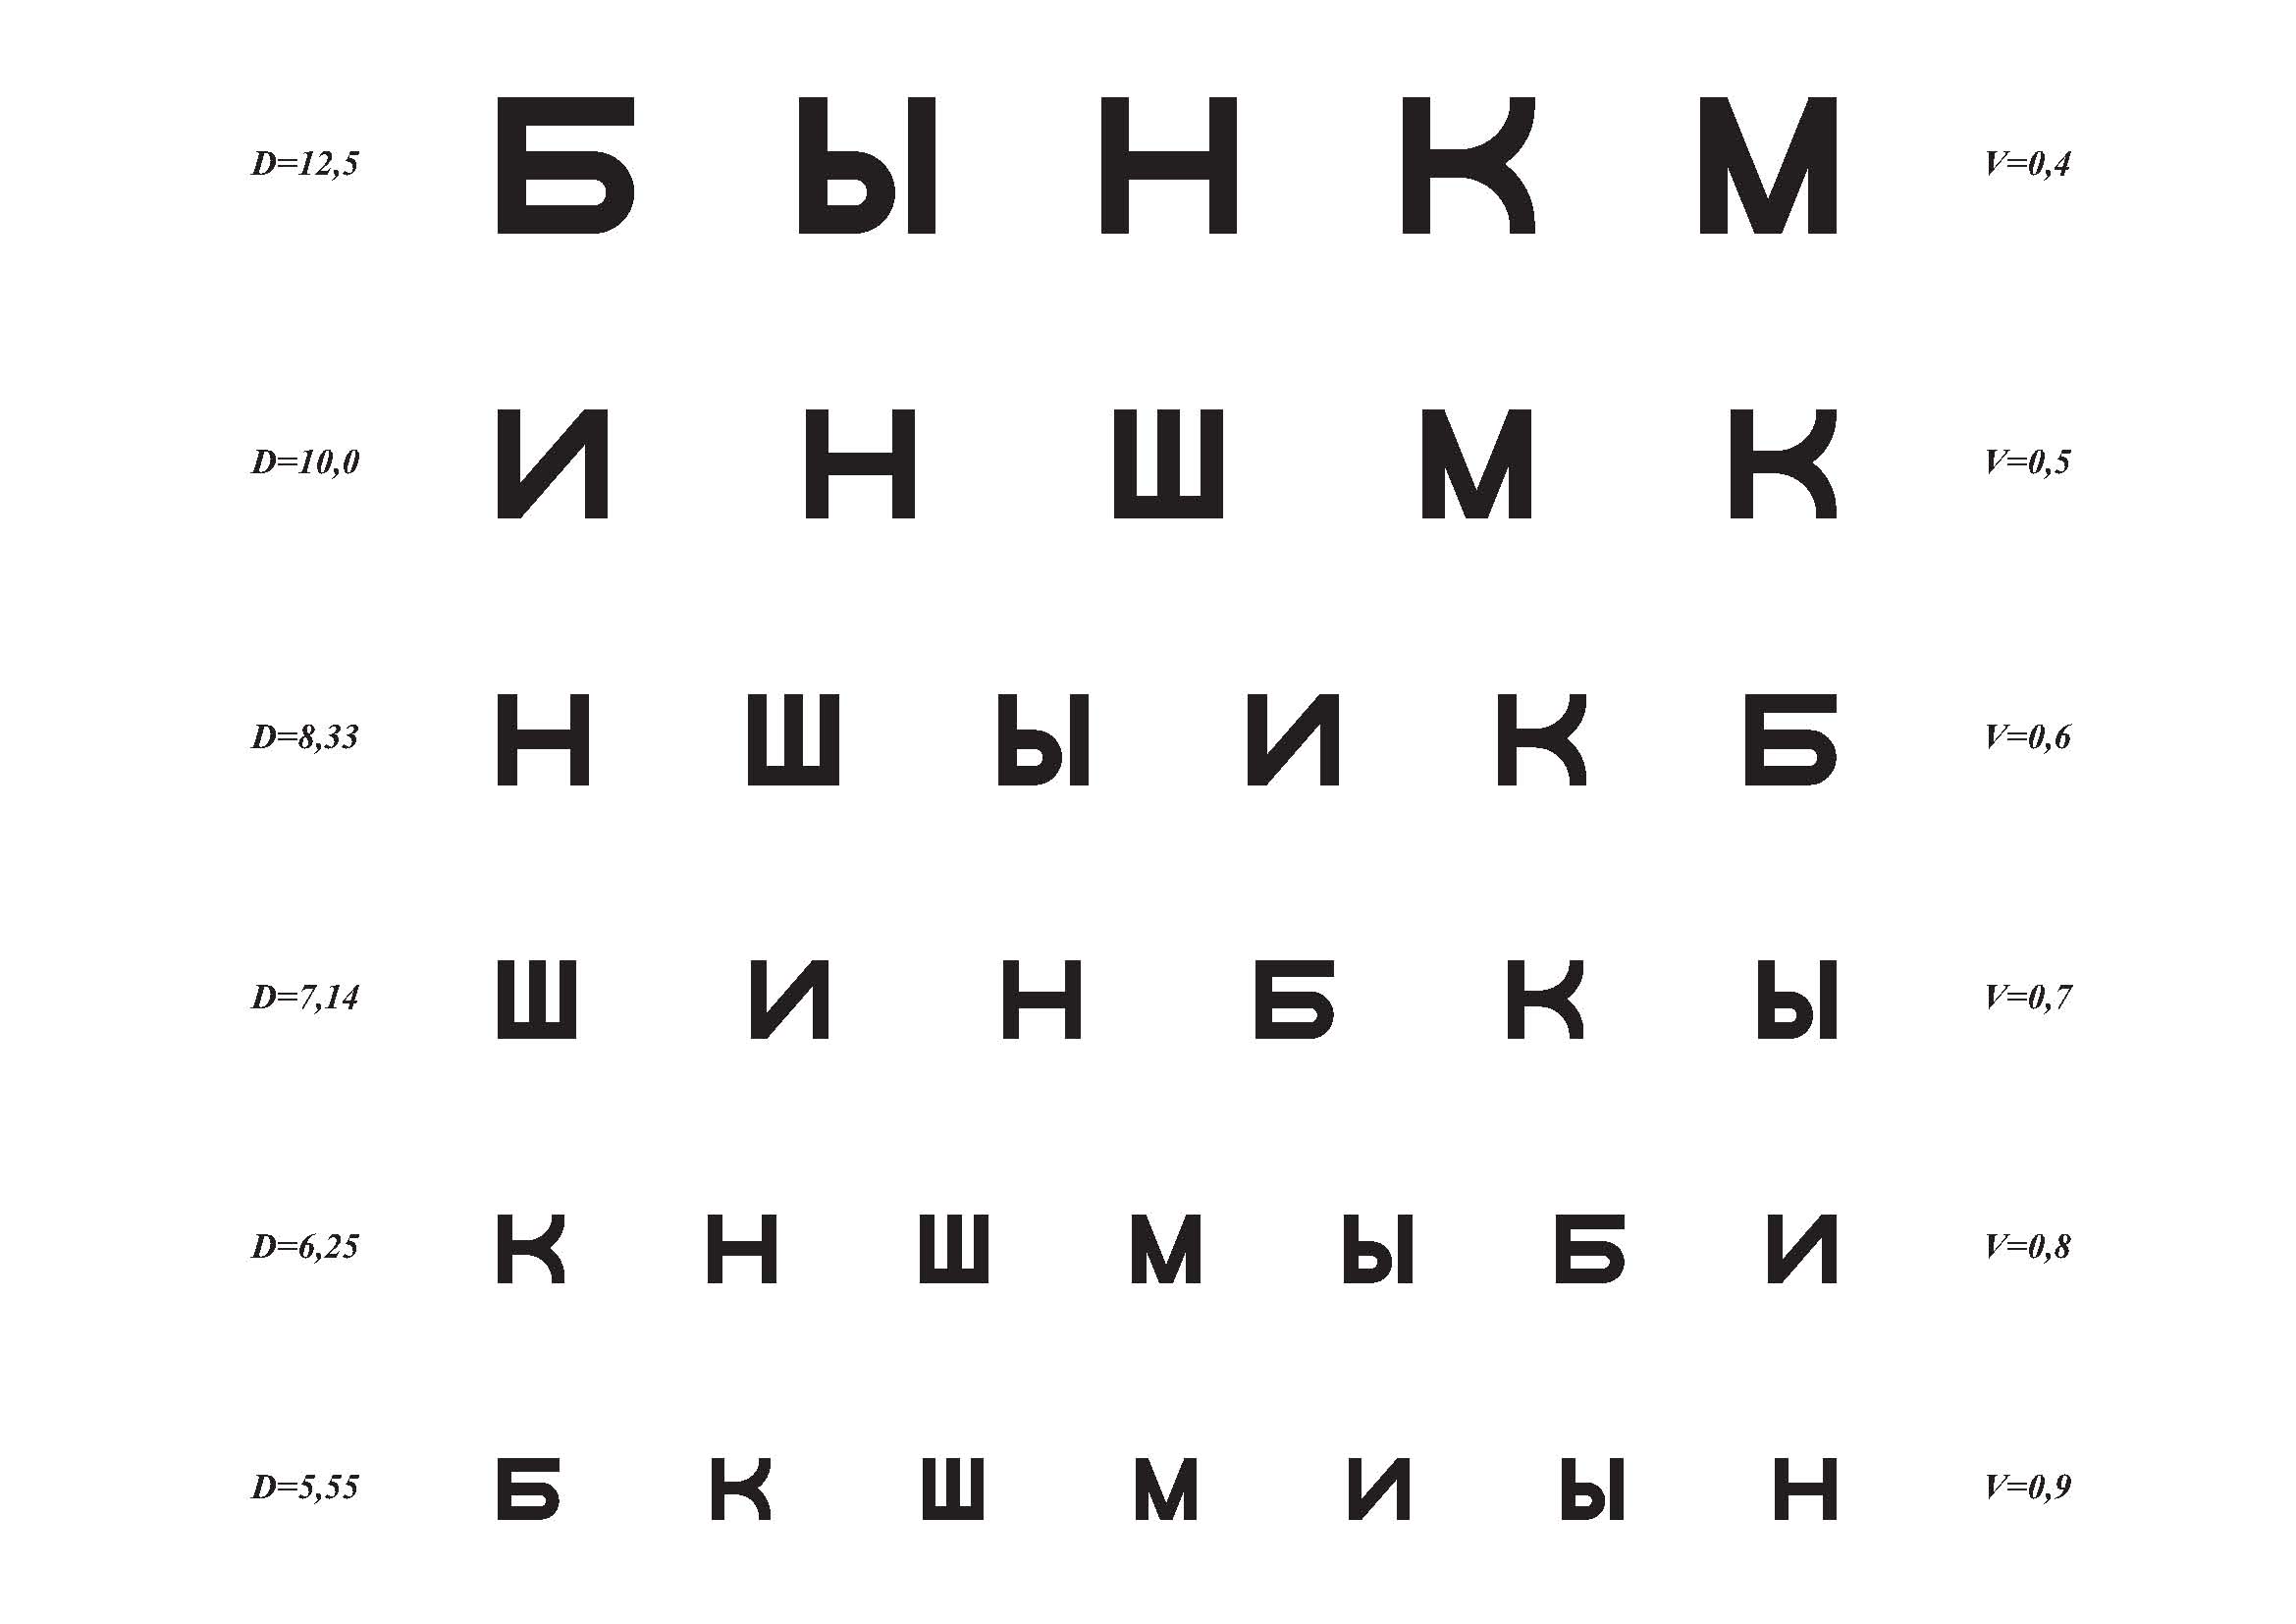 D=12,5 Б Ы Н К М V=0,4
D=10,0 И Н Ш М К V=0,5
D=8,33 Н Ш Ы И К Б V=0,6
D=7,14 Ш И Н Б К Ы V=0,7
D=6,25 К Н Ш М Ы Б И V=0,8
D=5,55 Б К Ш М И Ы Н V=0,9